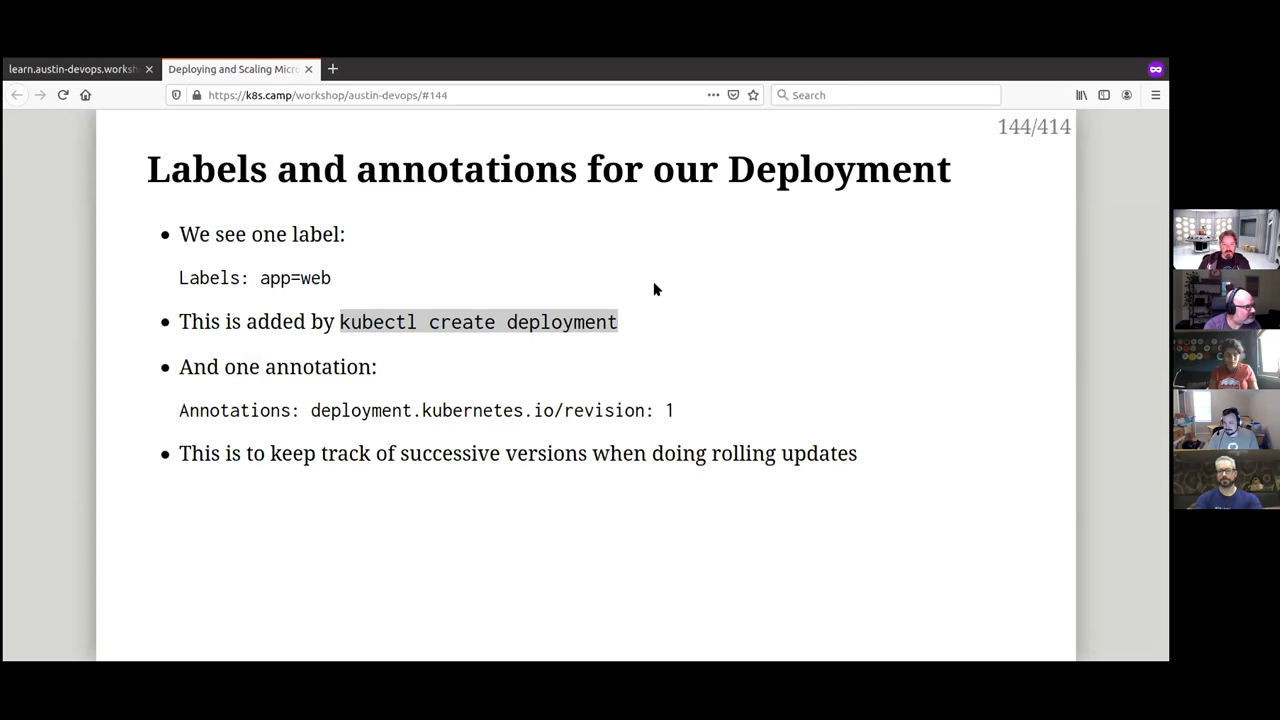 learn.austin-devops.worksh
Deploying and Scaling Micr
https://k8s.camp/workshop/austin-devops/#144
Search
144/414
Labels and annotations for our Deployment
We see one label:
Labels: app=web
This is added by kubectl create deployment
And one annotation:
Annotations: deployment.kubernetes.io/revision: 1
This is to keep track of successive versions when doing rolling updates